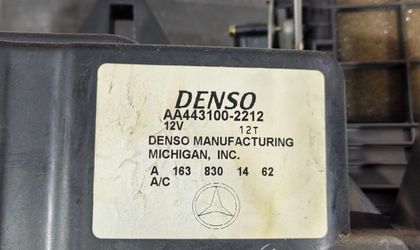 DENSO
AA443100-2212
12V 12T
DENSO MANUFACTURING
MICHIGAN, INC.
A 163 830 14 62
A/C